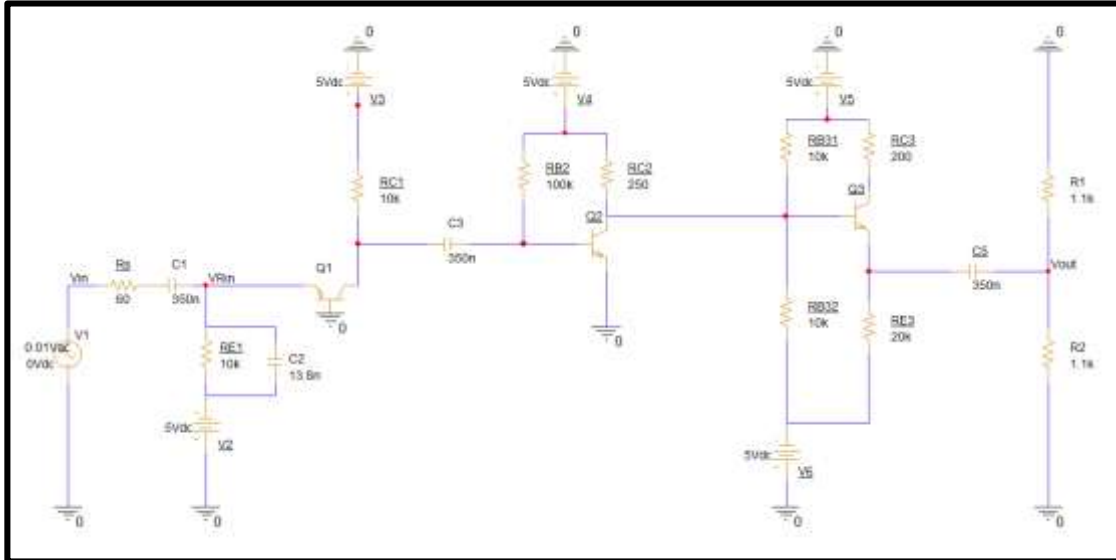 0
0
0
0
5Vdc
V3
5Vdc
V4
5Vdc
V5
RB31
10k
RC3
200
RC1
10k
RB2
100k
RC2
250
R1
1.1k
Q2
Q3
C3
350n
C5
350n
Vout
Vin
Rs
C1
350n
VRin
Q1
0
V1
0.01Vac
0Vdc
RE1
10k
C2
13.8n
0
RB32
10k
RE3
20k
R2
1.1k
5Vdc
V2
5Vdc
V6
0
0
0
0